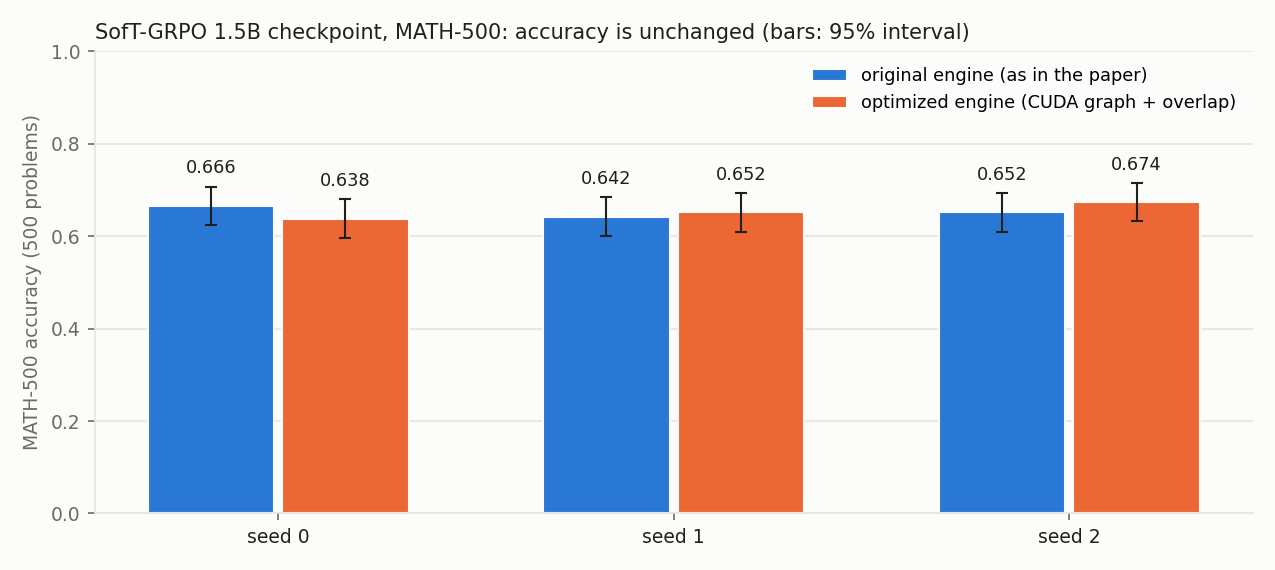 SofT-GRPO 1.5B checkpoint, MATH-500: accuracy is unchanged (bars: 95% interval)
original engine (as in the paper)
optimized engine (CUDA graph + overlap)
MATH-500 accuracy (500 problems)
1.0
0.8
0.6
0.4
0.2
0.0
0.666
0.638
0.642
0.652
0.652
0.674
seed 0
seed 1
seed 2